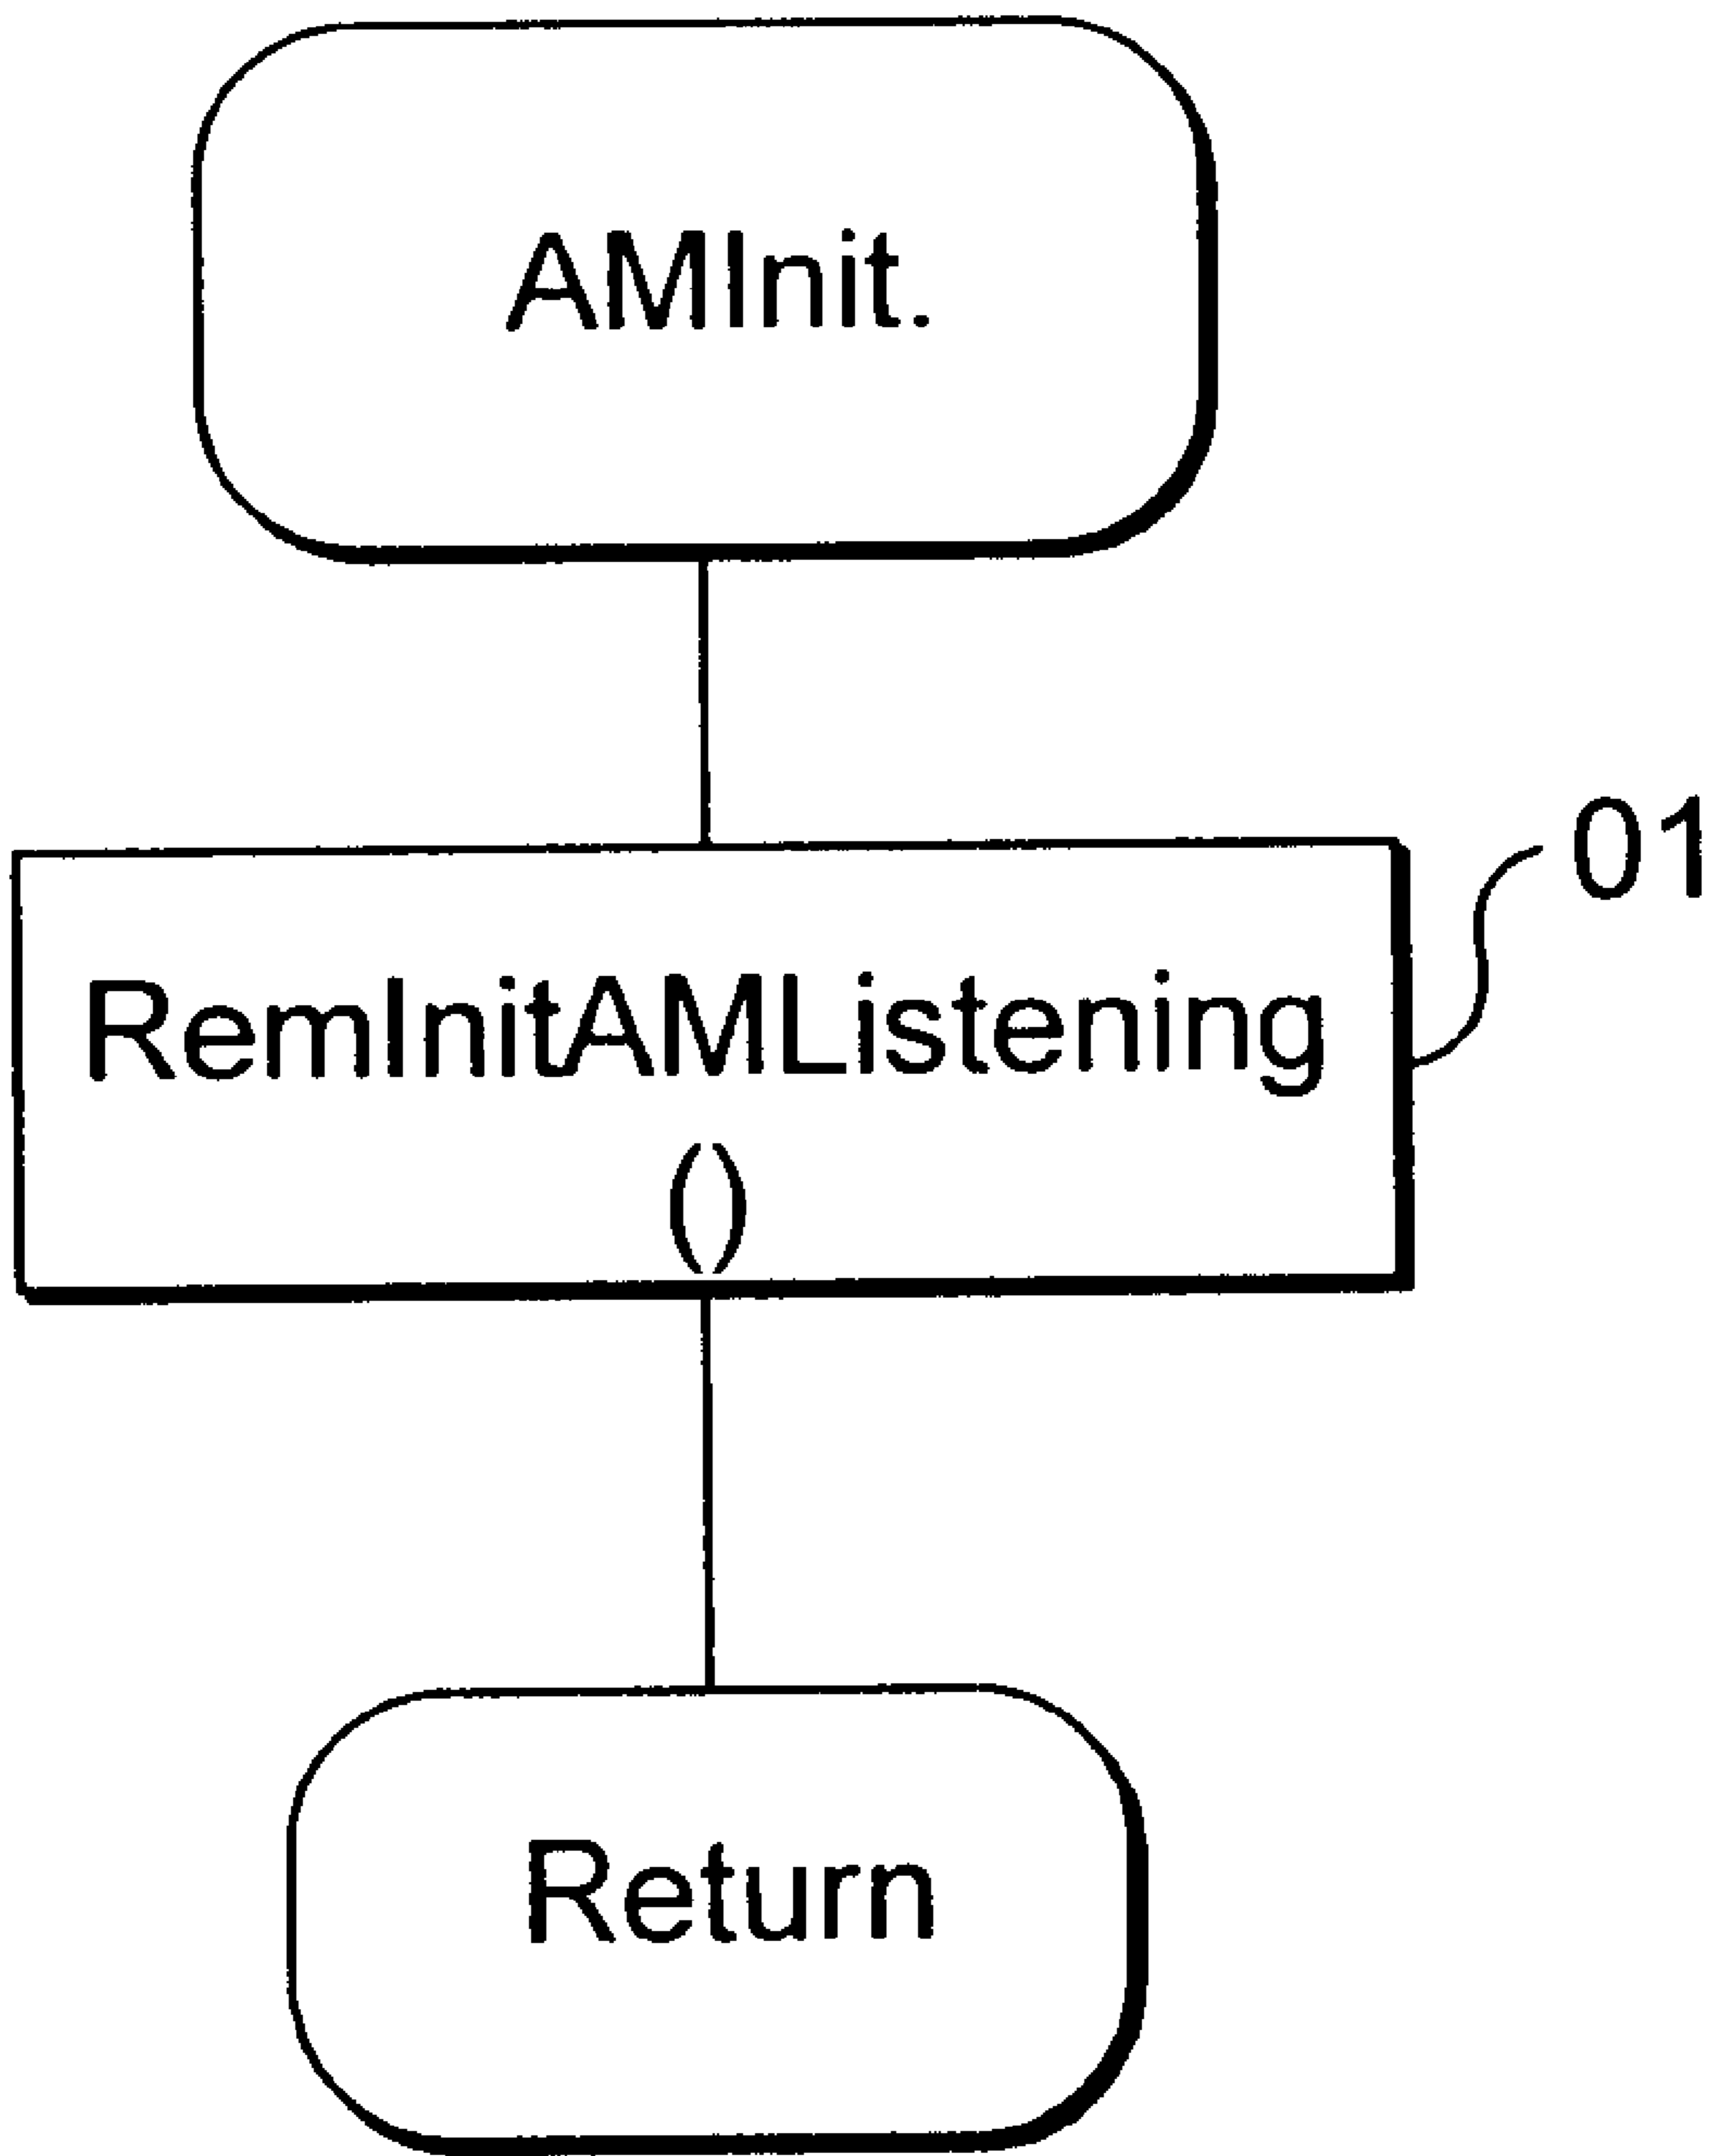 AMInit.
01
RemInitAMListening
()
Return